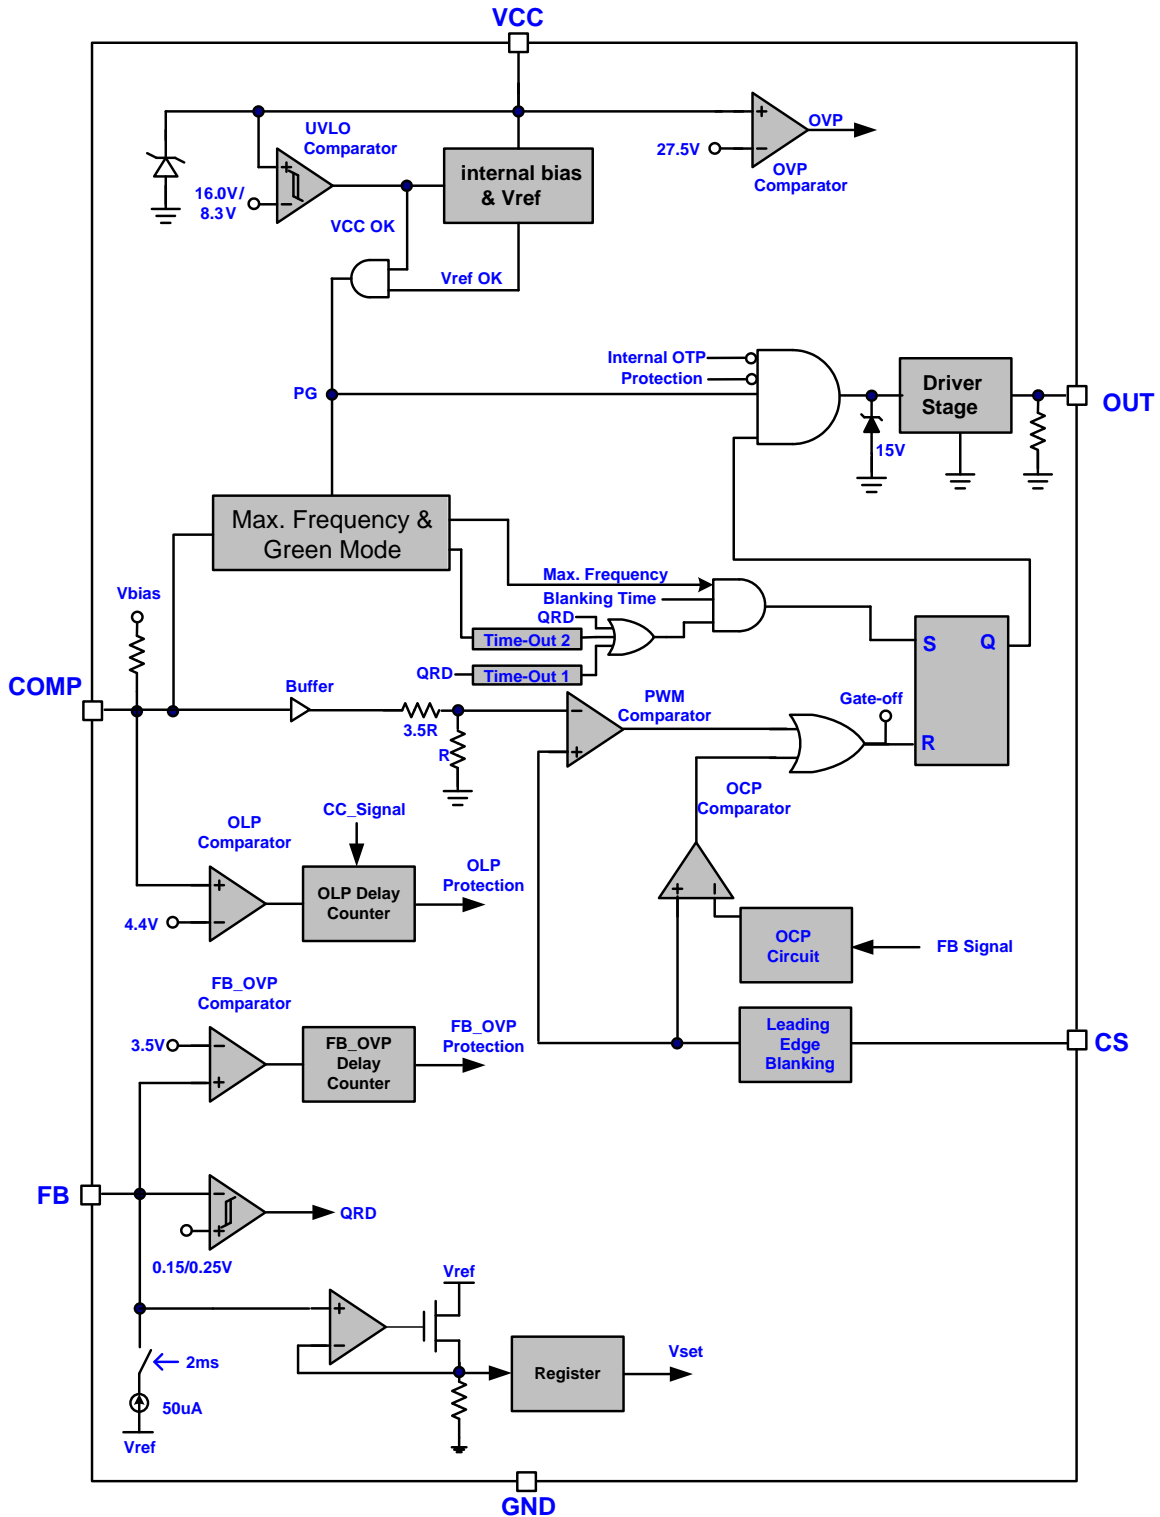 VCC
UVLO
Comparator
16.0V/
8.3V
VCC OK
internal bias
& Vref
Vref OK
27.5V
OVP
OVP
Comparator
Internal OTP
Protection
PG
Driver
Stage
OUT
15V
Max. Frequency &
Green Mode
Max. Frequency
Blanking Time
QRD
Time-Out 2
QRD
Time-Out 1
Vbias
COMP
Buffer
3.5R
R
PWM
Comparator
Gate-off
S
Q
R
OCP
Comparator
CC_Signal
OLP
Comparator
OLP Delay
Counter
OLP
Protection
4.4V
OCP
Circuit
FB Signal
FB_OVP
Comparator
3.5V
FB_OVP
Delay
Counter
FB_OVP
Protection
Leading
Edge
Blanking
CS
FB
QRD
0.15/0.25V
Vref
2ms
50uA
Vref
Register
Vset
GND